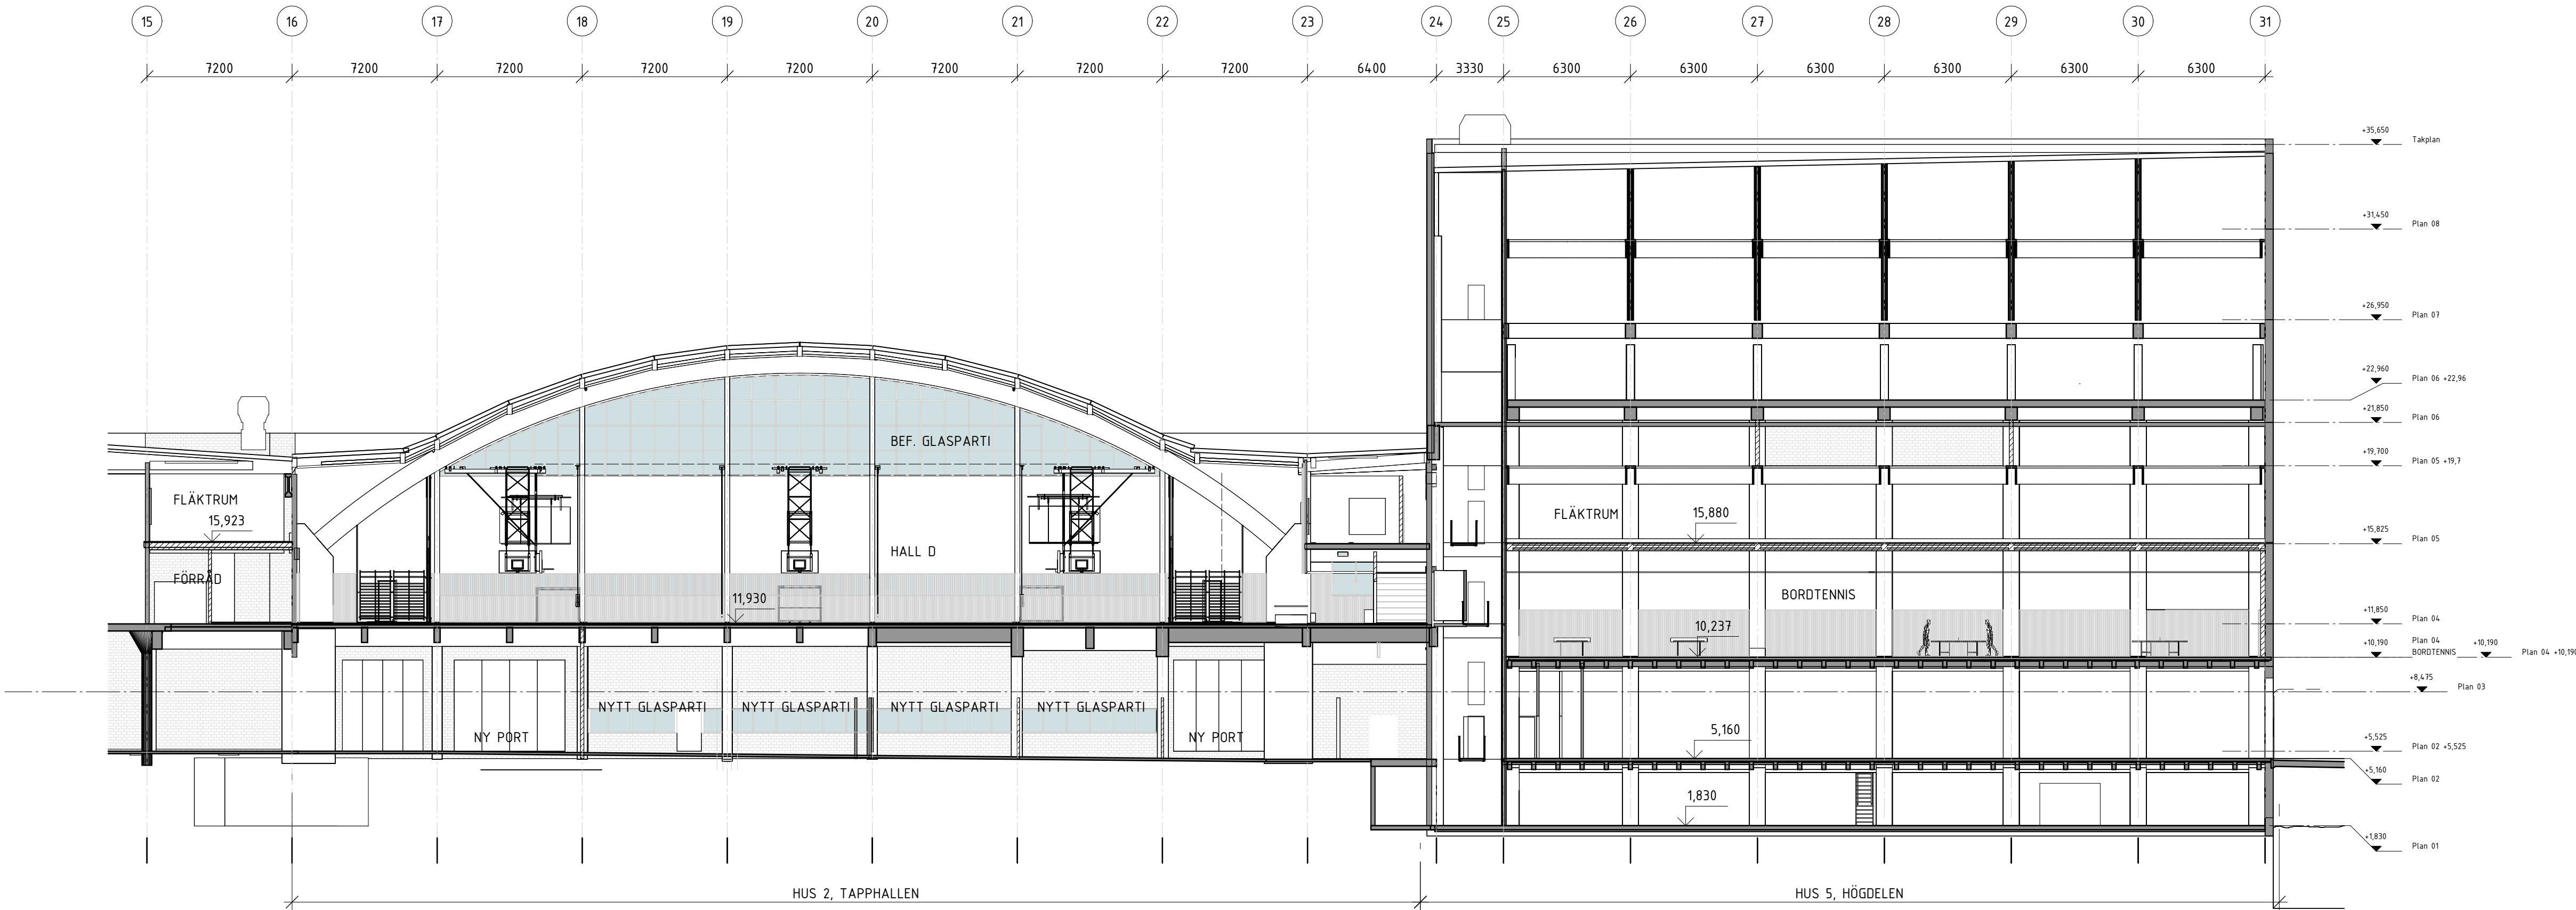 15 16 17 18 19 20 21 22 23 24 25 26 27 28 29 30 31
7200 7200 7200 7200 7200 7200 7200 7200 6400 3330 6300 6300 6300 6300 6300 6300
+35,650 Takplan
+31,450 Plan 08
+26,950 Plan 07
+22,960 Plan 06 +22,96
+21,850 Plan 06
BEF. GLASPARTI
+19,700 Plan 05 +19,7
FLÄKTRUM
15,923
FLÄKTRUM
15,880
+15,825 Plan 05
HALL D
FÖRRÅD
BORDTENNIS
11,930
+11,850 Plan 04
10,237
+10,190 Plan 04
BORDTENNIS
+10,190 Plan 04 +10,190
+8,475 Plan 03
NYTT GLASPARTI NYTT GLASPARTI NYTT GLASPARTI NYTT GLASPARTI
NY PORT NY PORT
5,160
+5,525 Plan 02 +5,525
+5,160 Plan 02
1,830
+1,830 Plan 01
HUS 2, TAPPHALLEN HUS 5, HÖGDELEN